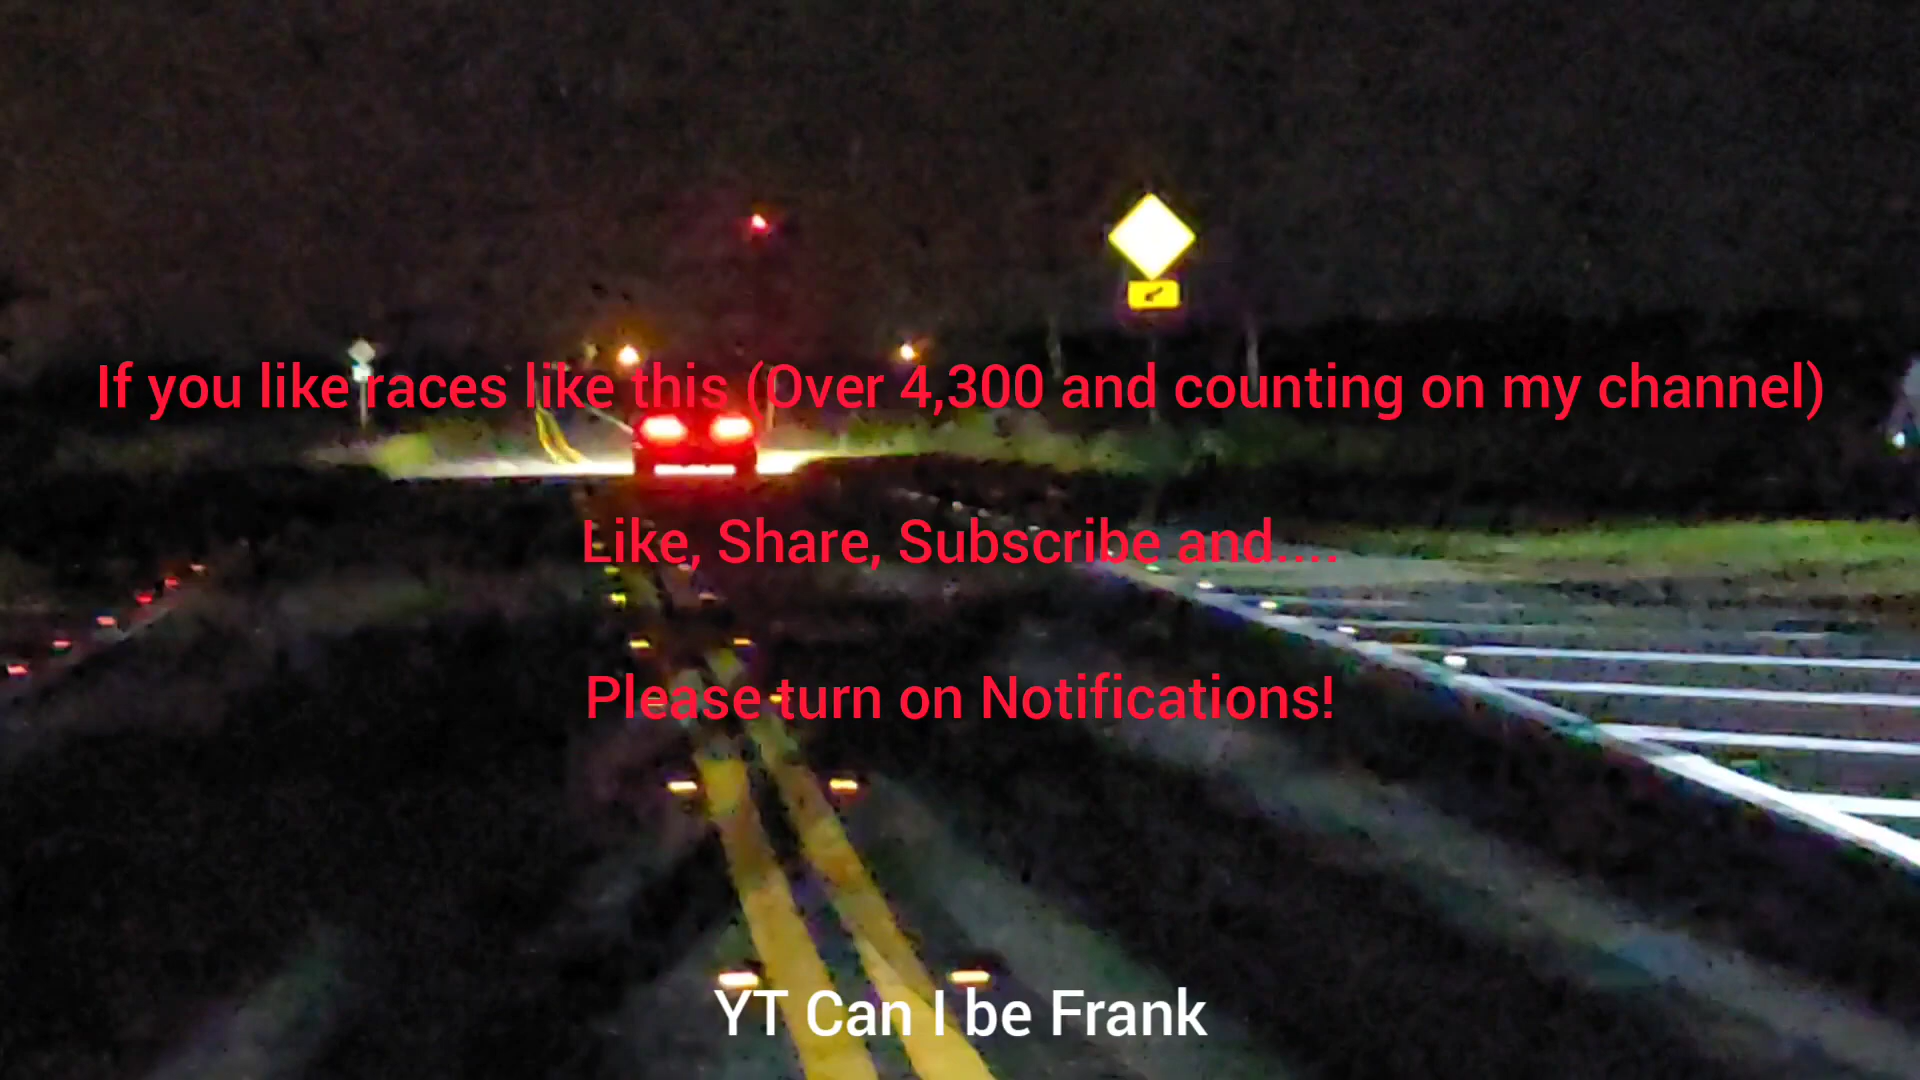 If you like races like this (Over 4,300 and counting on my channel)
Like, Share, Subscribe and....
Please turn on Notifications!
YT Can I be Frank